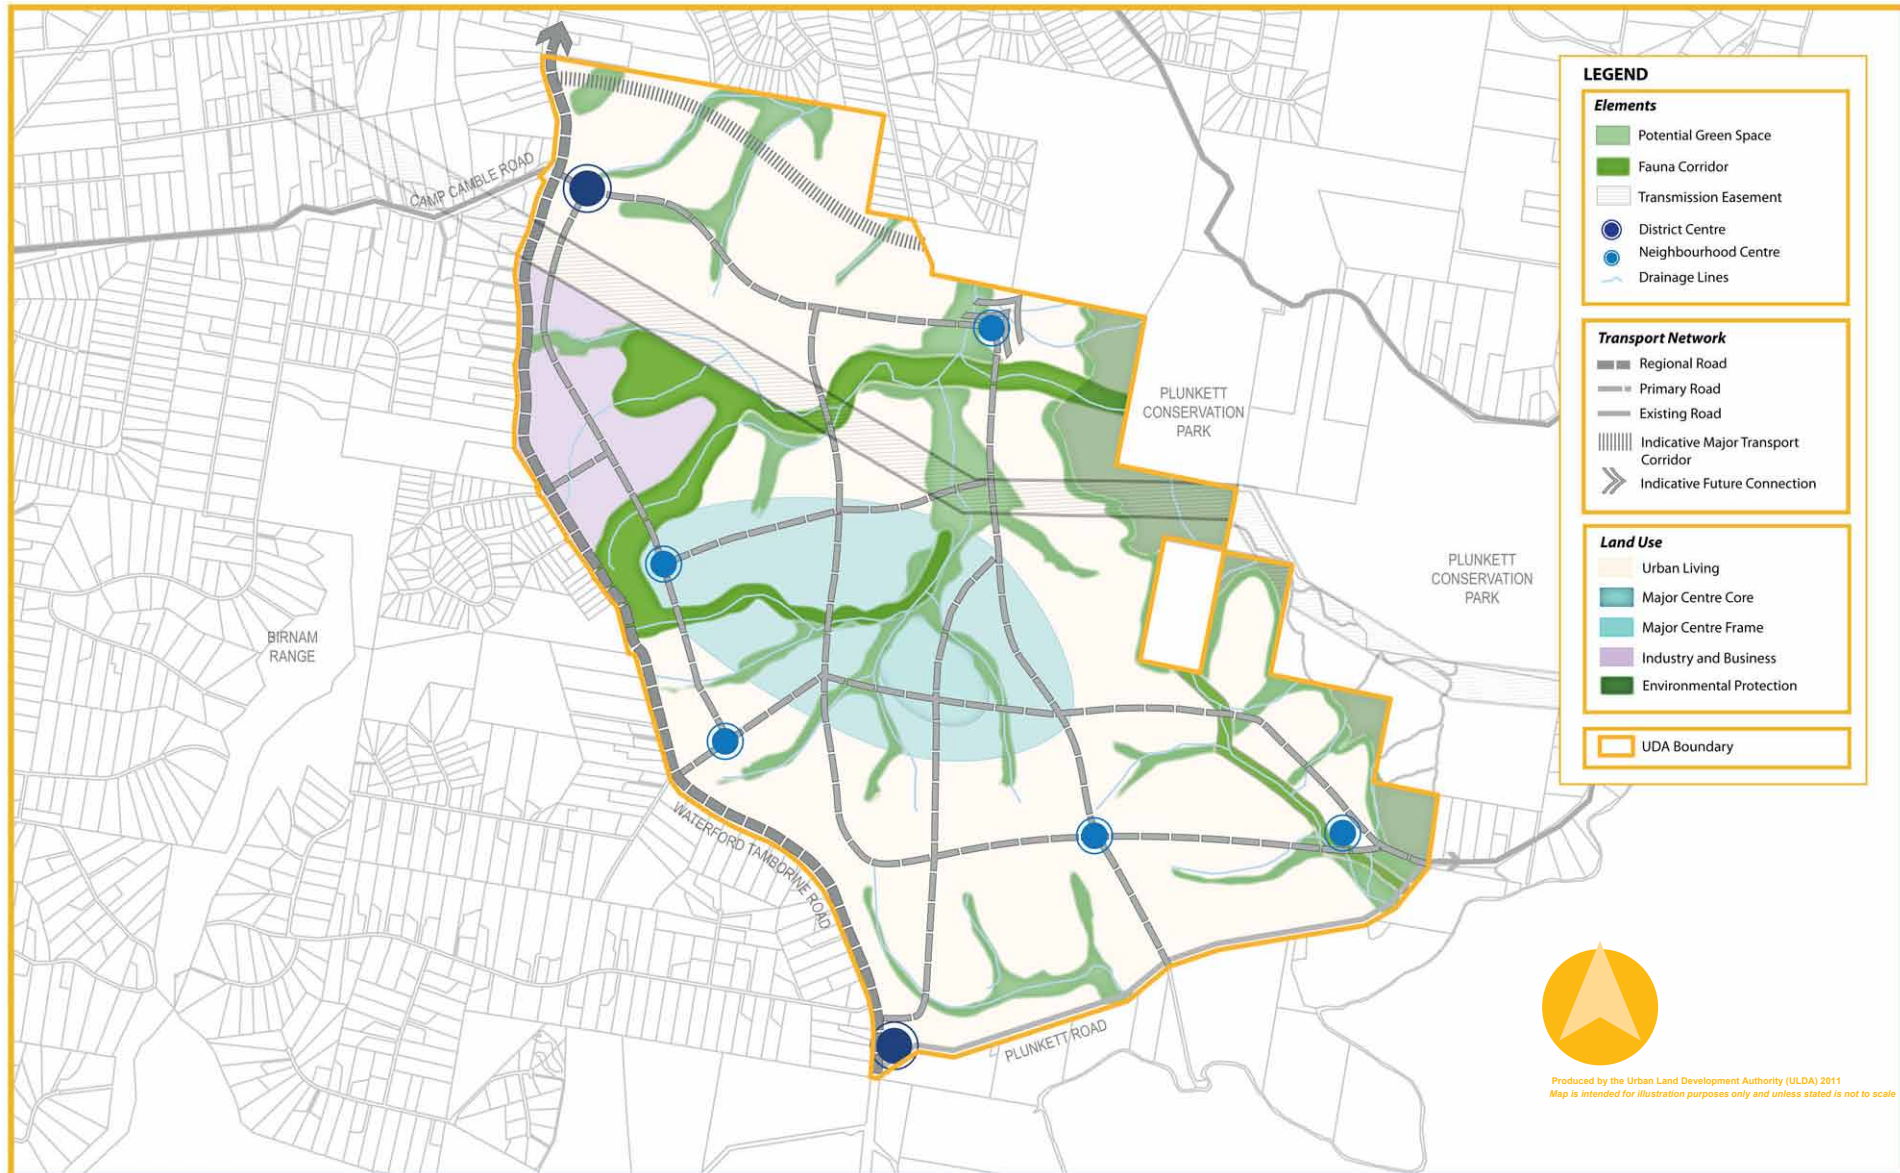 CAMP CAMBLE ROAD
PLUNKETT
CONSERVATION
PARK
PLUNKETT
CONSERVATION
PARK
BIRNAM
RANGE
WATERFORD TAMBORINE ROAD
PLUNKETT ROAD
LEGEND
Elements
Potential Green Space
Fauna Corridor
Transmission Easement
District Centre
Neighbourhood Centre
Drainage Lines
Transport Network
Regional Road
Primary Road
Existing Road
Indicative Major Transport
Corridor
Indicative Future Connection
Land Use
Urban Living
Major Centre Core
Major Centre Frame
Industry and Business
Environmental Protection
UDA Boundary
Produced by the Urban Land Development Authority (ULDA) 2011
Map is intended for illustration purposes only and unless stated is not to scale